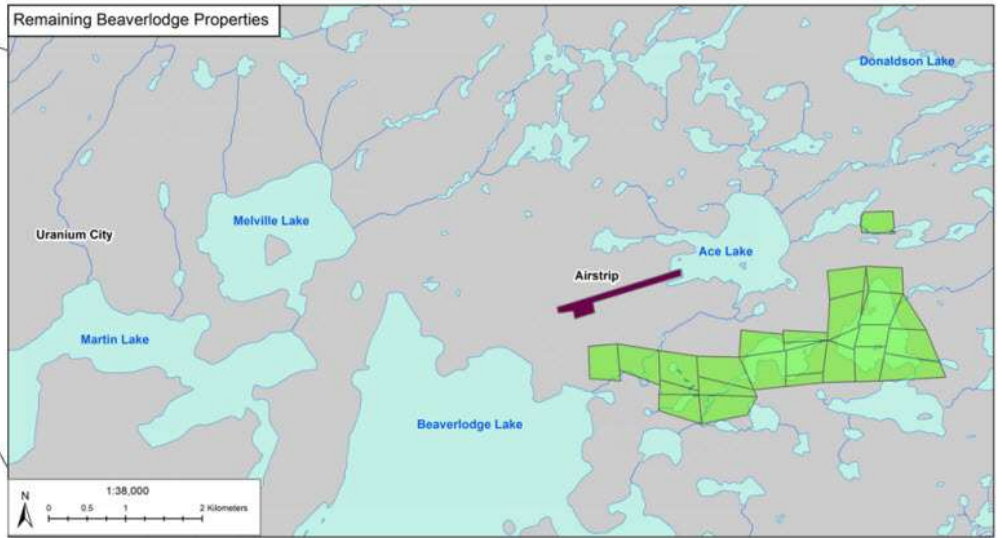 Remaining Beaverlodge Properties
Donaldson Lake
Melville Lake
Uranium City
Ace Lake
Airstrip
Martin Lake
Beaverlodge Lake
1:38,000
N
0 0.5 1 2 Kilometers